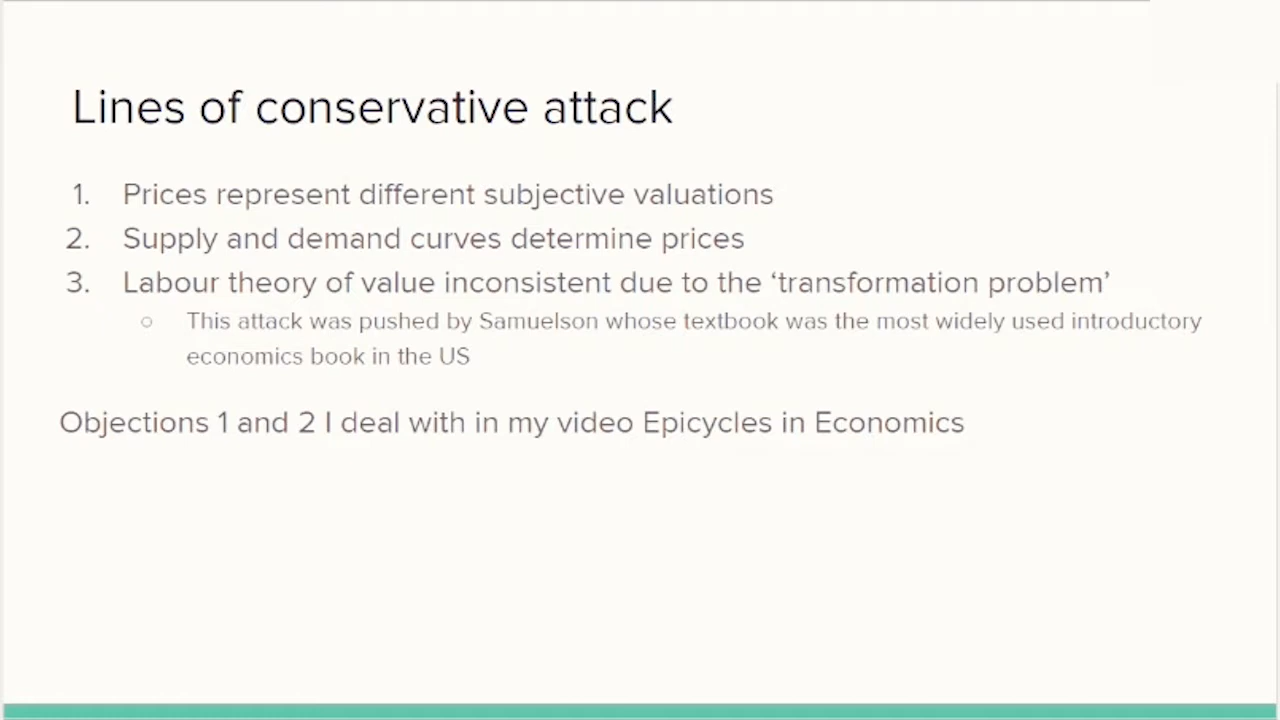 Lines of conservative attack
1. Prices represent different subjective valuations
2. Supply and demand curves determine prices
3. Labour theory of value inconsistent due to the ‘transformation problem’
○ This attack was pushed by Samuelson whose textbook was the most widely used introductory
economics book in the US
Objections 1 and 2 I deal with in my video Epicycles in Economics